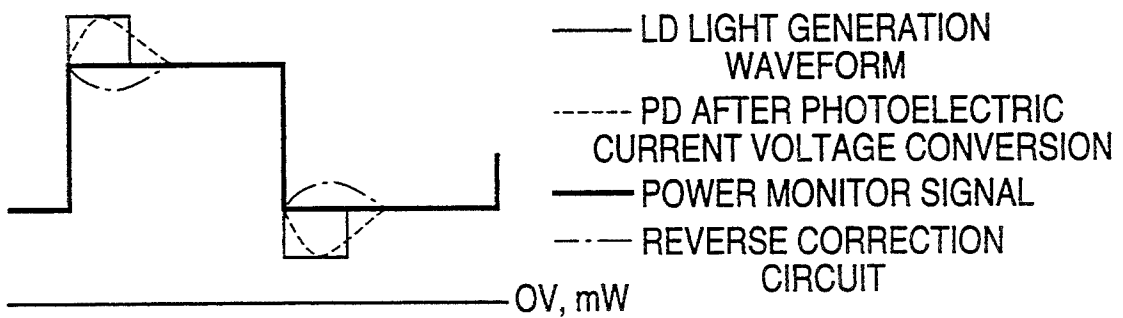 LD LIGHT GENERATION
WAVEFORM
PD AFTER PHOTOELECTRIC
CURRENT VOLTAGE CONVERSION
POWER MONITOR SIGNAL
REVERSE CORRECTION
CIRCUIT
OV, mW